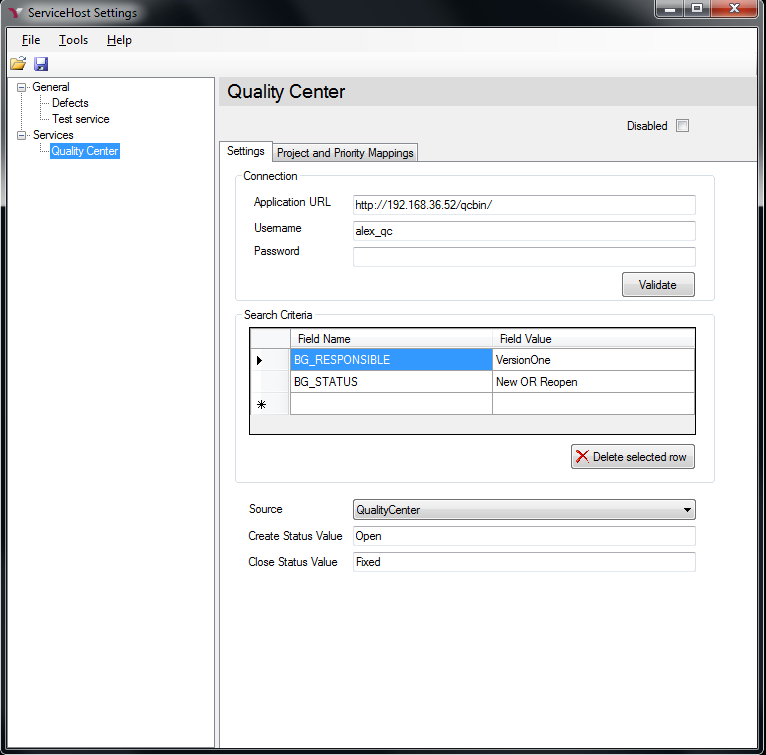 ServiceHost Settings
File Tools Help
General
Defects
Test service
Services
Quality Center
Quality Center
Disabled
Settings
Project and Priority Mappings
Connection
Application URL http://192.168.36.52/qcbin/
Username alex_qc
Password
Validate
Search Criteria
Field Name Field Value
BG_RESPONSIBLE VersionOne
BG_STATUS New OR Reopen
Delete selected row
Source QualityCenter
Create Status Value Open
Close Status Value Fixed